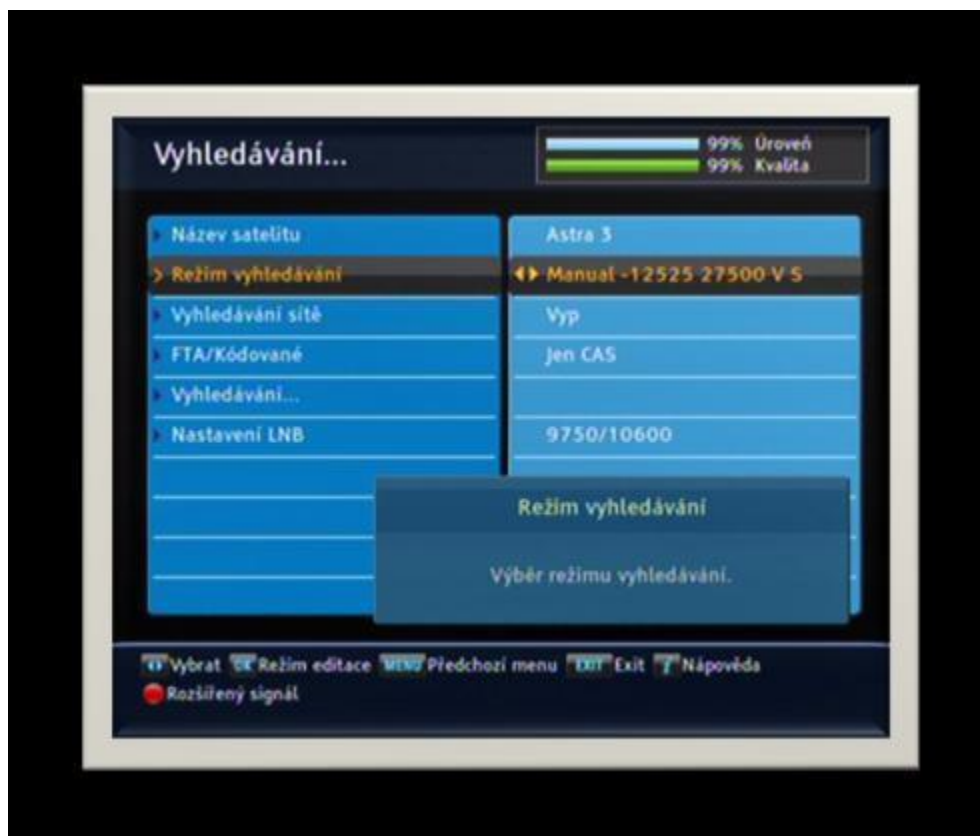 Vyhledávání...
99% Úroveň
99% Kvalita
Název satelitu Astra 3
Režim vyhledávání Manual -12525 27500 V S
Vyhledávání sítě Vyp
FTA/Kódované Jen CAS
Vyhledávání...
Nastavení LNB 9750/10600
Režim vyhledávání
Výběr režimu vyhledávání.
Vybrat OK Režim editace MENU Předchozí menu EXIT Exit i Nápověda
Rozšířený signál